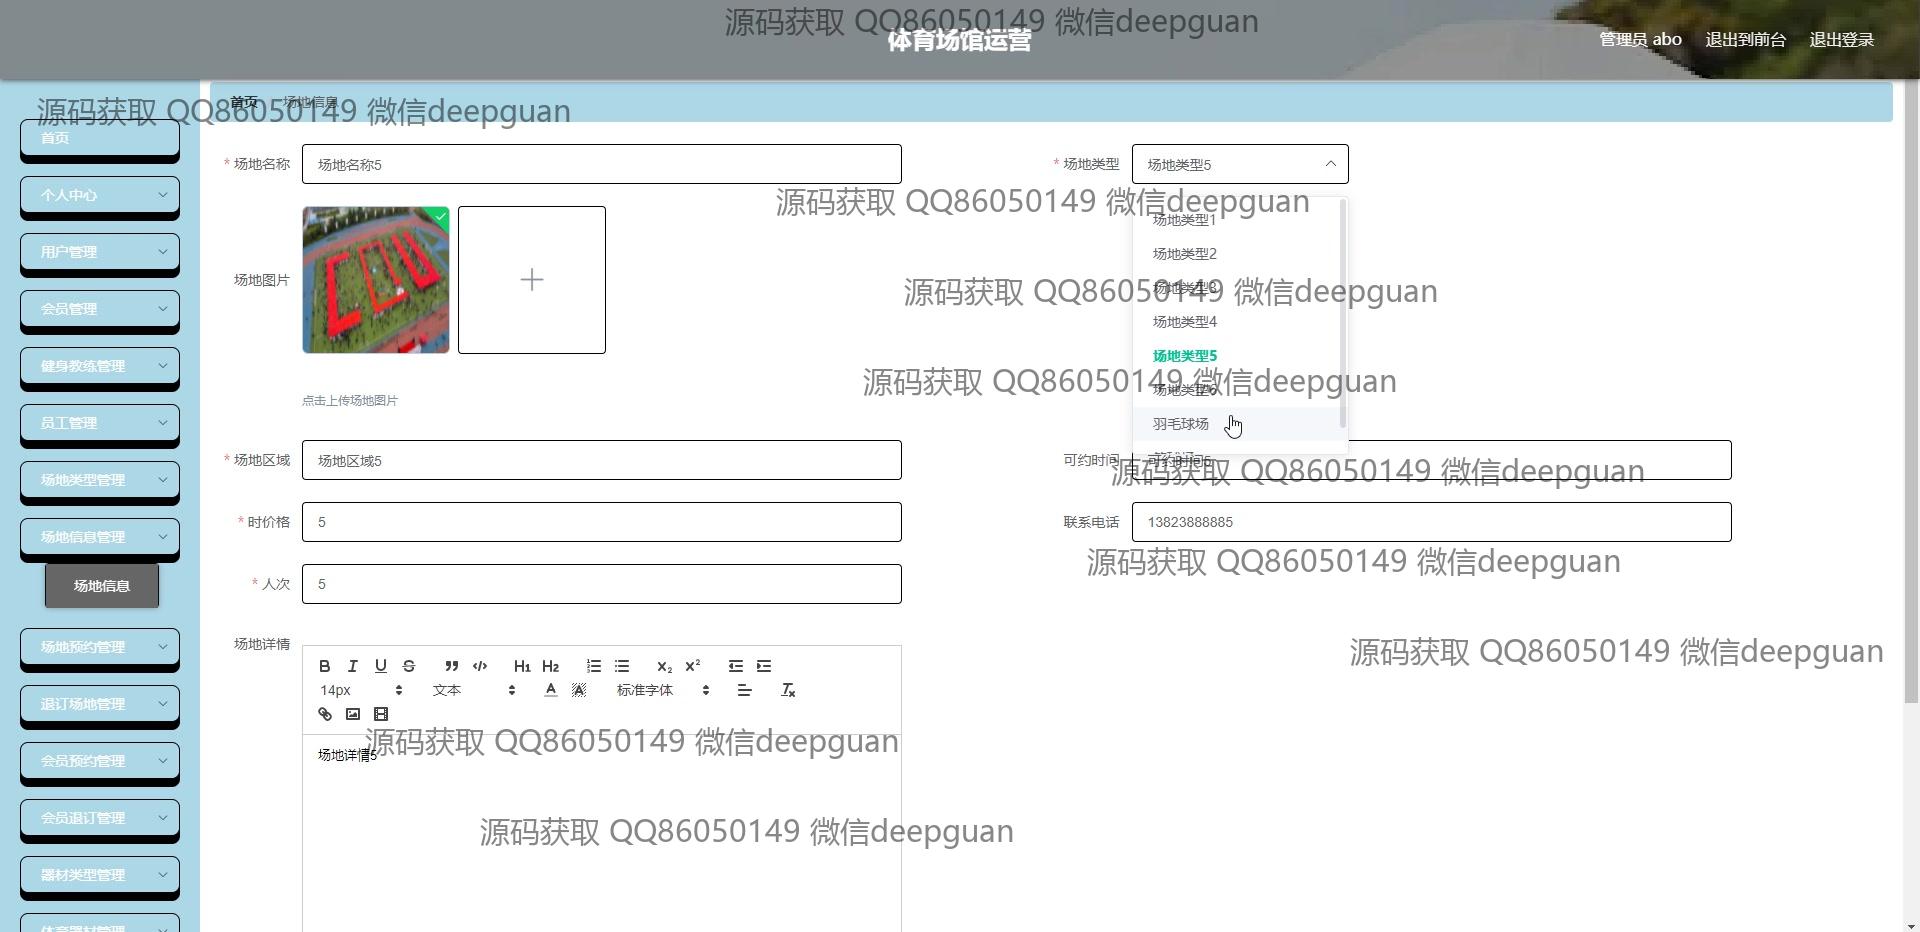 源码获取 QQ86050149 微信deepguan
体育场馆运营
管理员 abo 退出到前台 退出登录
首页 场地信息
源码获取 QQ86050149 微信deepguan
首页
个人中心
用户管理
会员管理
健身教练管理
员工管理
场地类型管理
场地信息管理
场地信息
场地预约管理
退订场地管理
会员预约管理
会员退订管理
器材类型管理
体育器材管理
* 场地名称 场地名称5
* 场地类型 场地类型5
源码获取 QQ86050149 微信deepguan
场地类型1
场地类型2
场地类型3
源码获取 QQ86050149 微信deepguan
场地类型4
场地类型5
场地类型6
源码获取 QQ86050149 微信deepguan
羽毛球场
场地图片
点击上传场地图片
* 场地区域 场地区域5
可约时间 可约时间5
源码获取 QQ86050149 微信deepguan
* 时价格 5
联系电话 13823888885
源码获取 QQ86050149 微信deepguan
* 人次 5
源码获取 QQ86050149 微信deepguan
场地详情
B I U S H1 H2 X2 X2
14px 文本 A A 标准字体 Tx
源码获取 QQ86050149 微信deepguan
场地详情5
源码获取 QQ86050149 微信deepguan